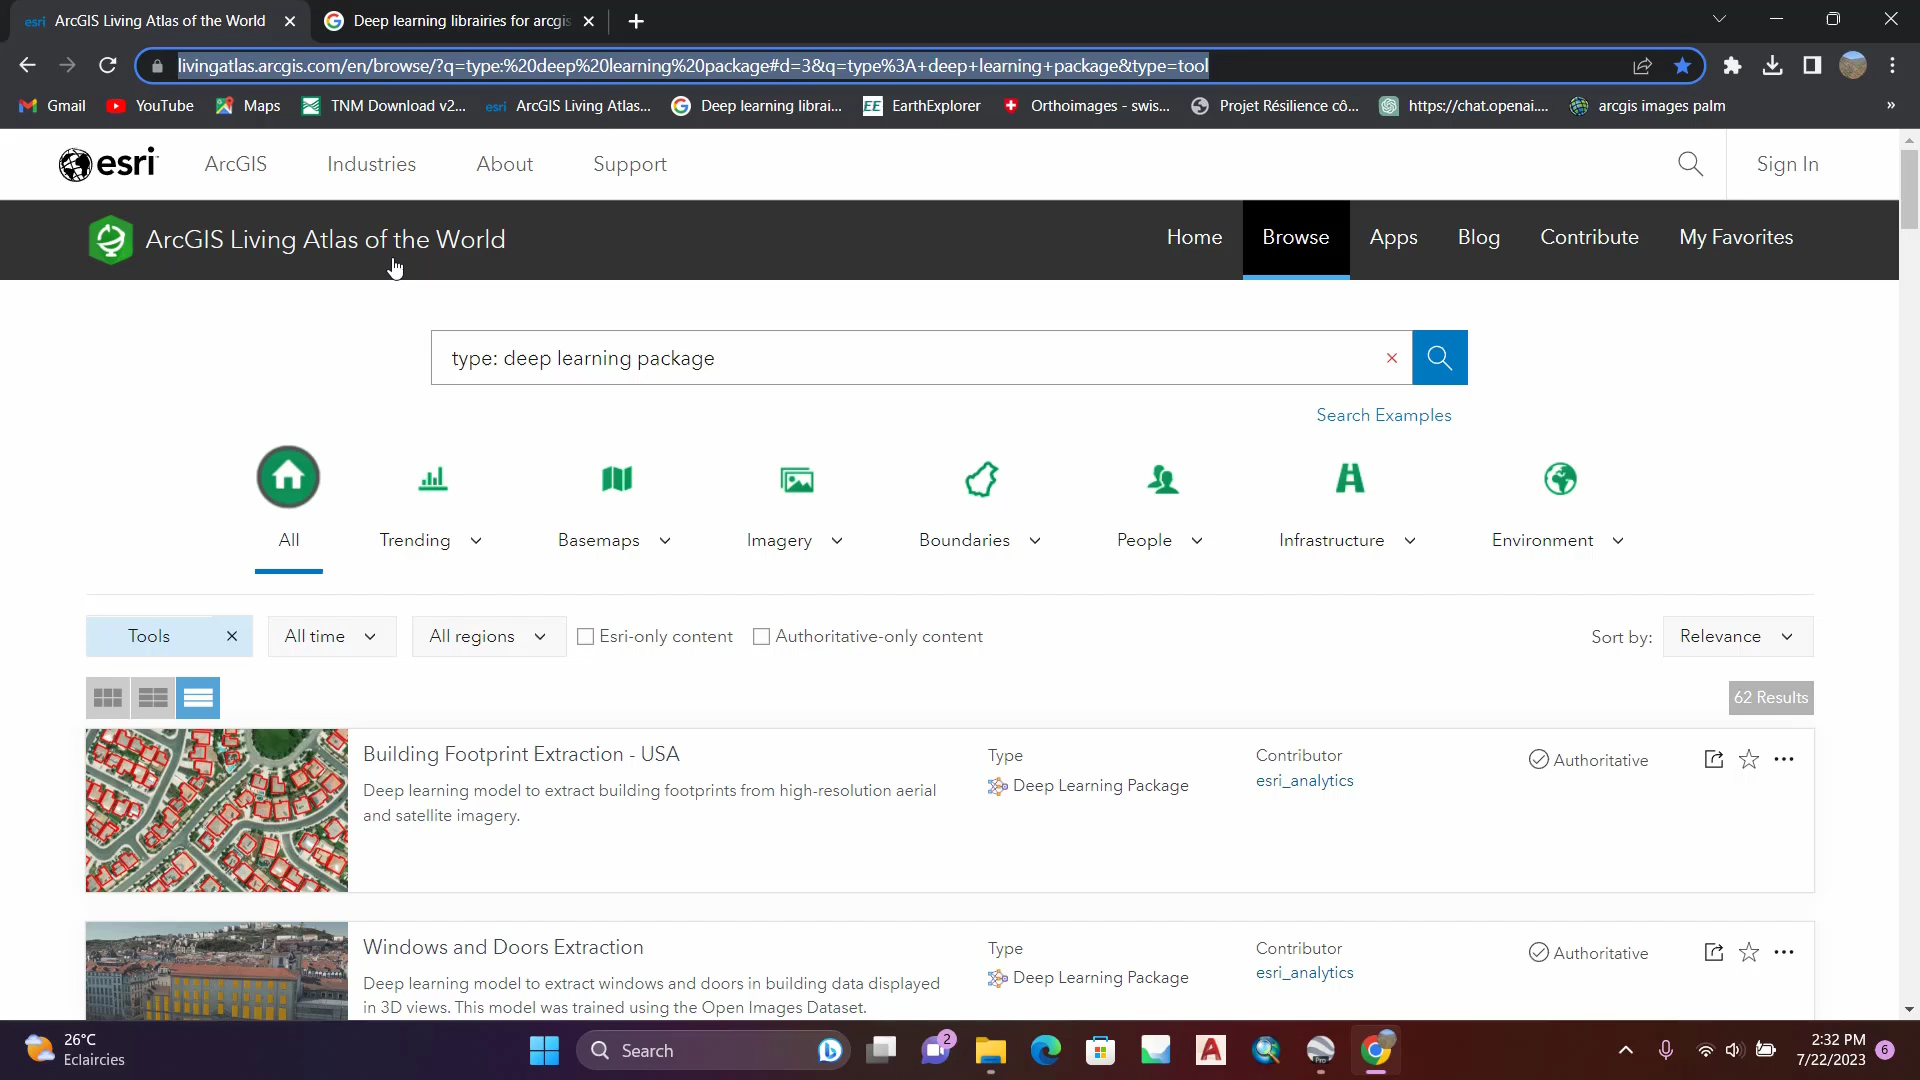 esri ArcGIS Living Atlas of the World
Deep learning librairies for arcgis
livingatlas.arcgis.com/en/browse/?q=type:%20deep%20learning%20package#d=3&q=type%3A+deep+learning+package&type=tool
Gmail YouTube Maps TNM Download v2... esri ArcGIS Living Atlas... Deep learning librai... EE EarthExplorer Orthoimages - swis... Projet Résilience cô... https://chat.openai.... arcgis images palm »
esri ArcGIS Industries About Support Sign In
ArcGIS Living Atlas of the World Home Browse Apps Blog Contribute My Favorites
type: deep learning package
Search Examples
All Trending Basemaps Imagery Boundaries People Infrastructure Environment
Tools All time All regions Esri-only content Authoritative-only content Sort by: Relevance
62 Results
Building Footprint Extraction - USA Type Contributor Authoritative
Deep learning model to extract building footprints from high-resolution aerial Deep Learning Package esri_analytics
and satellite imagery.
Windows and Doors Extraction Type Contributor Authoritative
Deep learning model to extract windows and doors in building data displayed Deep Learning Package esri_analytics
in 3D views. This model was trained using the Open Images Dataset.
26°C
Eclaircies
Search
2
A
Pro
2:32 PM
7/22/2023
6